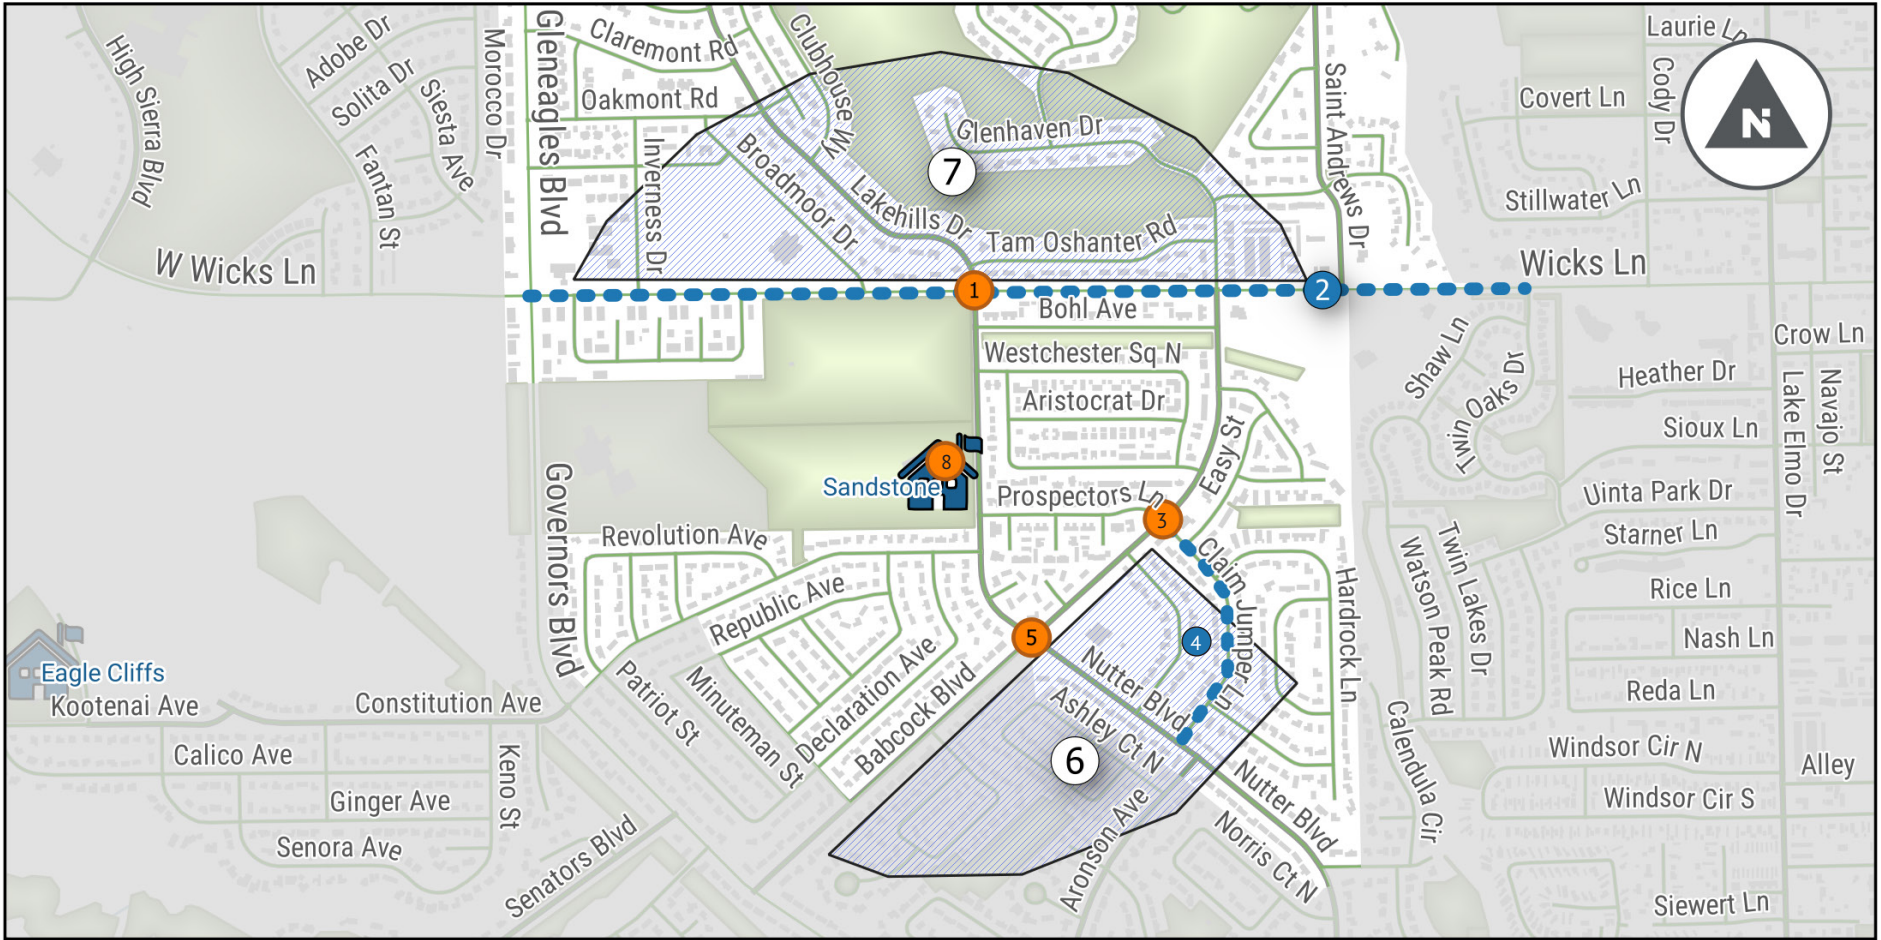 Claremont Rd
Clubhouse Wy
Laurie Ln
High Sierra Blvd
Adobe Dr
Solita Dr
Siesta Ave
Fantan St
Morocco Dr
Gleneagles Blvd
Oakmont Rd
Inverness Dr
Broadmoor Dr
Lakehills Dr
Glenhaven Dr
7
Tam Oshanter Rd
Saint Andrews Dr
Covert Ln
Cody Dr
N
Stillwater Ln
W Wicks Ln
Wicks Ln
1
2
Bohl Ave
Westchester Sq N
Aristocrat Dr
Easy St
Shaw Ln
Twin Oaks Dr
Crow Ln
Heather Dr
Lake Elmo Dr
Navajo St
Sioux Ln
8
Sandstone
Prospectors Ln
3
Uinta Park Dr
Starner Ln
Governors Blvd
Revolution Ave
Republic Ave
Claim Jumper Ln
Hardrock Ln
Watson Peak Rd
Twin Lakes Dr
Rice Ln
5
4
Nash Ln
Eagle Cliffs
Kootenai Ave
Constitution Ave
Patriot St
Minuteman St
Declaration Ave
Babcock Blvd
Nutter Blvd
Ashley Ct N
6
Reda Ln
Calendula Cir
Calico Ave
Keno St
Ginger Ave
Senora Ave
Senators Blvd
Aronson Ave
Nutter Blvd
Norris Ct N
Windsor Cir N
Alley
Windsor Cir S
Siewert Ln